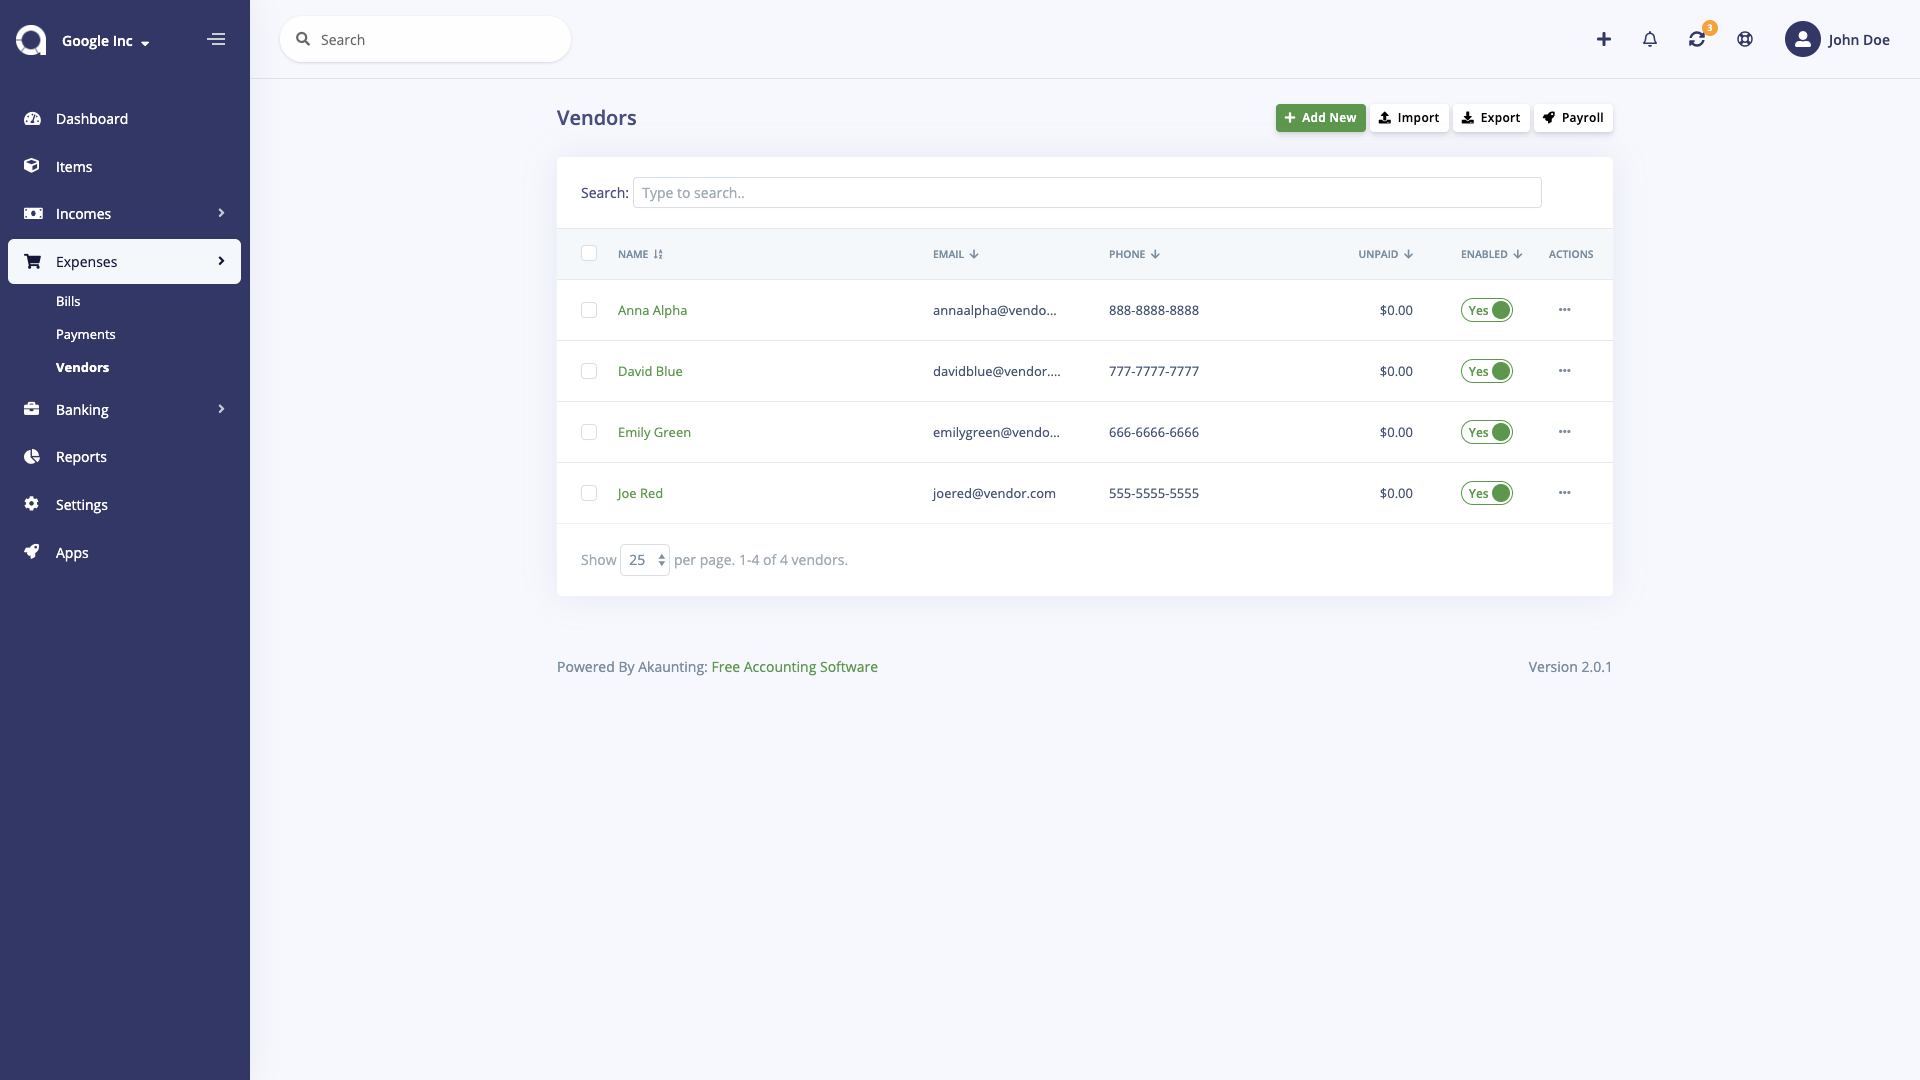 Google Inc
Search
3
John Doe
Dashboard
Items
Incomes
Expenses
Bills
Payments
Vendors
Banking
Reports
Settings
Apps
Vendors
Add New Import Export Payroll
Search: Type to search..
NAME EMAIL PHONE UNPAID ENABLED ACTIONS
Anna Alpha annaalpha@vendo... 888-8888-8888 $0.00 Yes
David Blue davidblue@vendor.... 777-7777-7777 $0.00 Yes
Emily Green emilygreen@vendo... 666-6666-6666 $0.00 Yes
Joe Red joered@vendor.com 555-5555-5555 $0.00 Yes
Show 25 per page. 1-4 of 4 vendors.
Powered By Akaunting: Free Accounting Software
Version 2.0.1